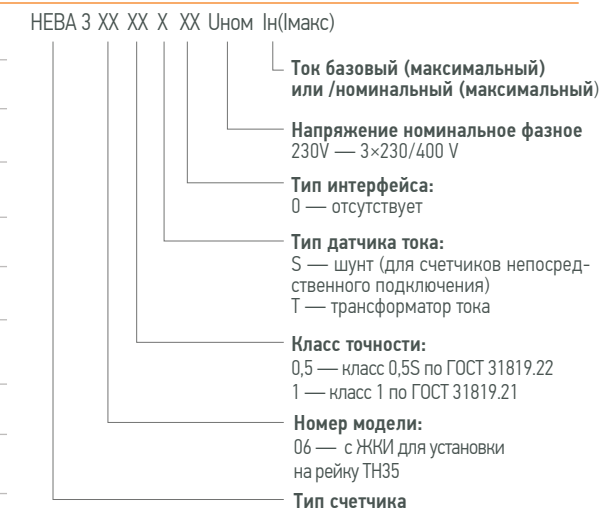 НЕВА 3 XX XX X XX Uном Iн(Iмакс)
Ток базовый (максимальный)
или /номинальный (максимальный)
Напряжение номинальное фазное
230V — 3×230/400 V
Тип интерфейса:
0 — отсутствует
Тип датчика тока:
S — шунт (для счетчиков непосред-
ственного подключения)
T — трансформатор тока
Класс точности:
0,5 — класс 0,5S по ГОСТ 31819.22
1 — класс 1 по ГОСТ 31819.21
Номер модели:
06 — с ЖКИ для установки
на рейку ТН35
Тип счетчика